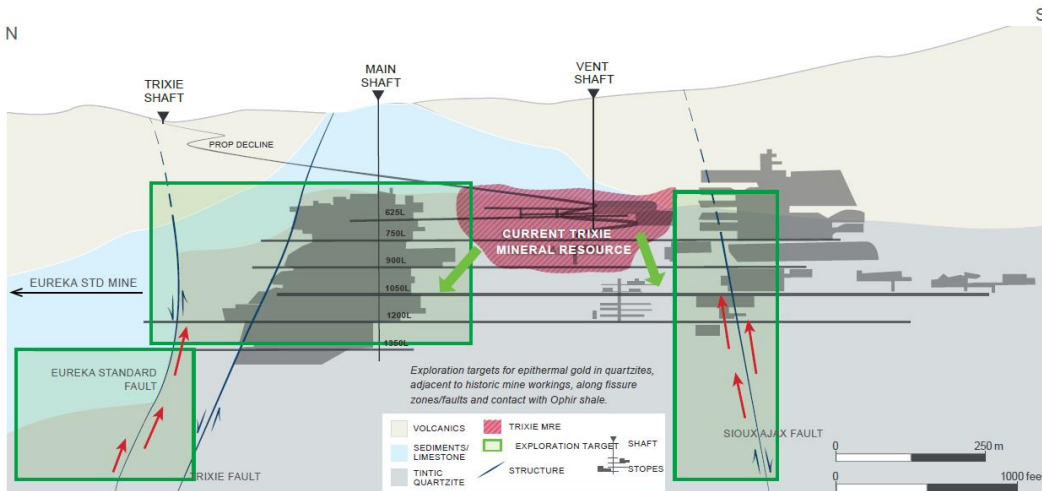 N
S
TRIXIE
SHAFT
MAIN
SHAFT
VENT
SHAFT
PROP DECLINE
625L
750L
CURRENT TRIXIE
MINERAL RESOURCE
900L
EUREKA STD MINE
1050L
1200L
1350L
EUREKA STANDARD
FAULT
Exploration targets for epithermal gold in quartzites,
adjacent to historic mine workings, along fissure
zones/faults and contact with Ophir shale.
VOLCANICS
TRIXIE MRE
SEDIMENTS/
LIMESTONE
EXPLORATION TARGET
SHAFT
TINTIC
QUARTZITE
STRUCTURE
STOPES
SIOUX AJAX FAULT
TRIXIE FAULT
0 250 m
0 1000 feet